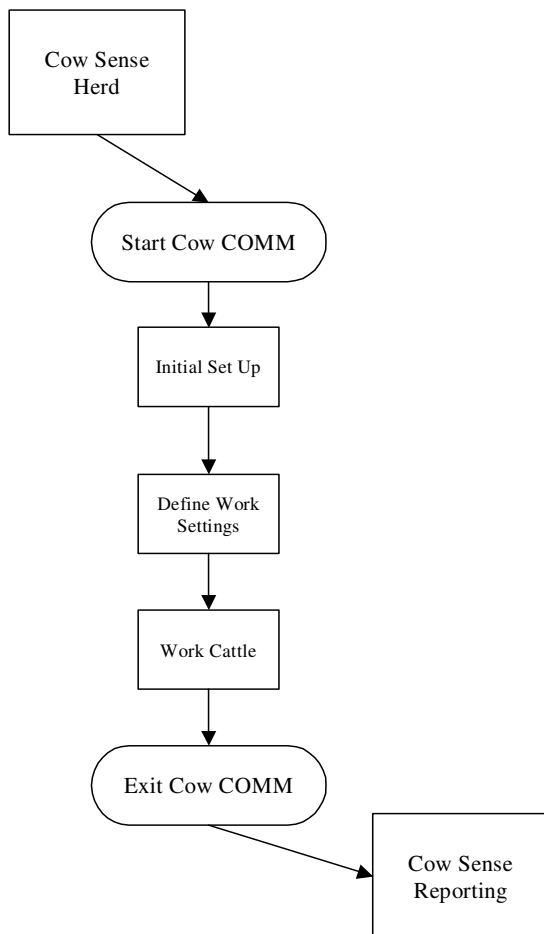 Cow Sense
Herd
Start Cow COMM
Initial Set Up
Define Work
Settings
Work Cattle
Exit Cow COMM
Cow Sense
Reporting